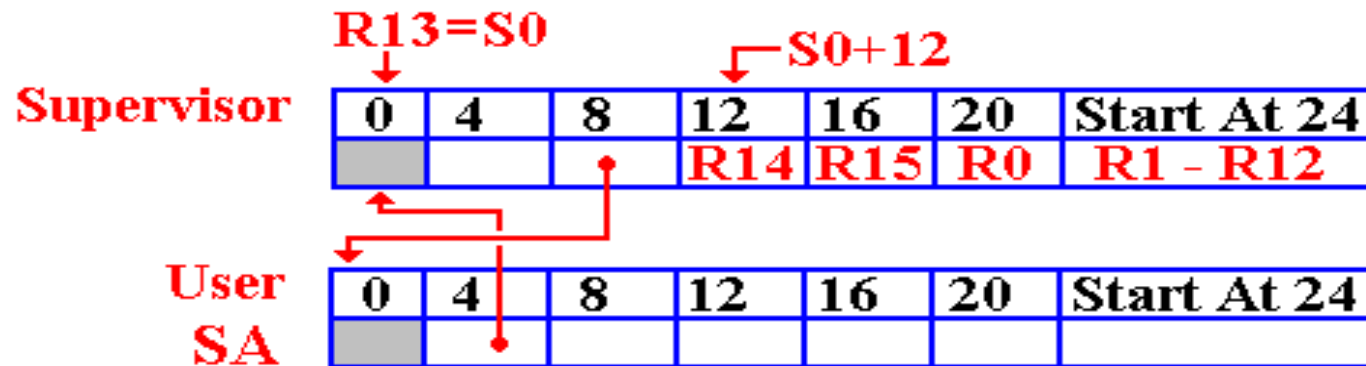 R13=S0
S0+12
Supervisor 0 4 8 12 16 20 Start At 24
R14 R15 R0 R1 - R12
User 0 4 8 12 16 20 Start At 24
SA